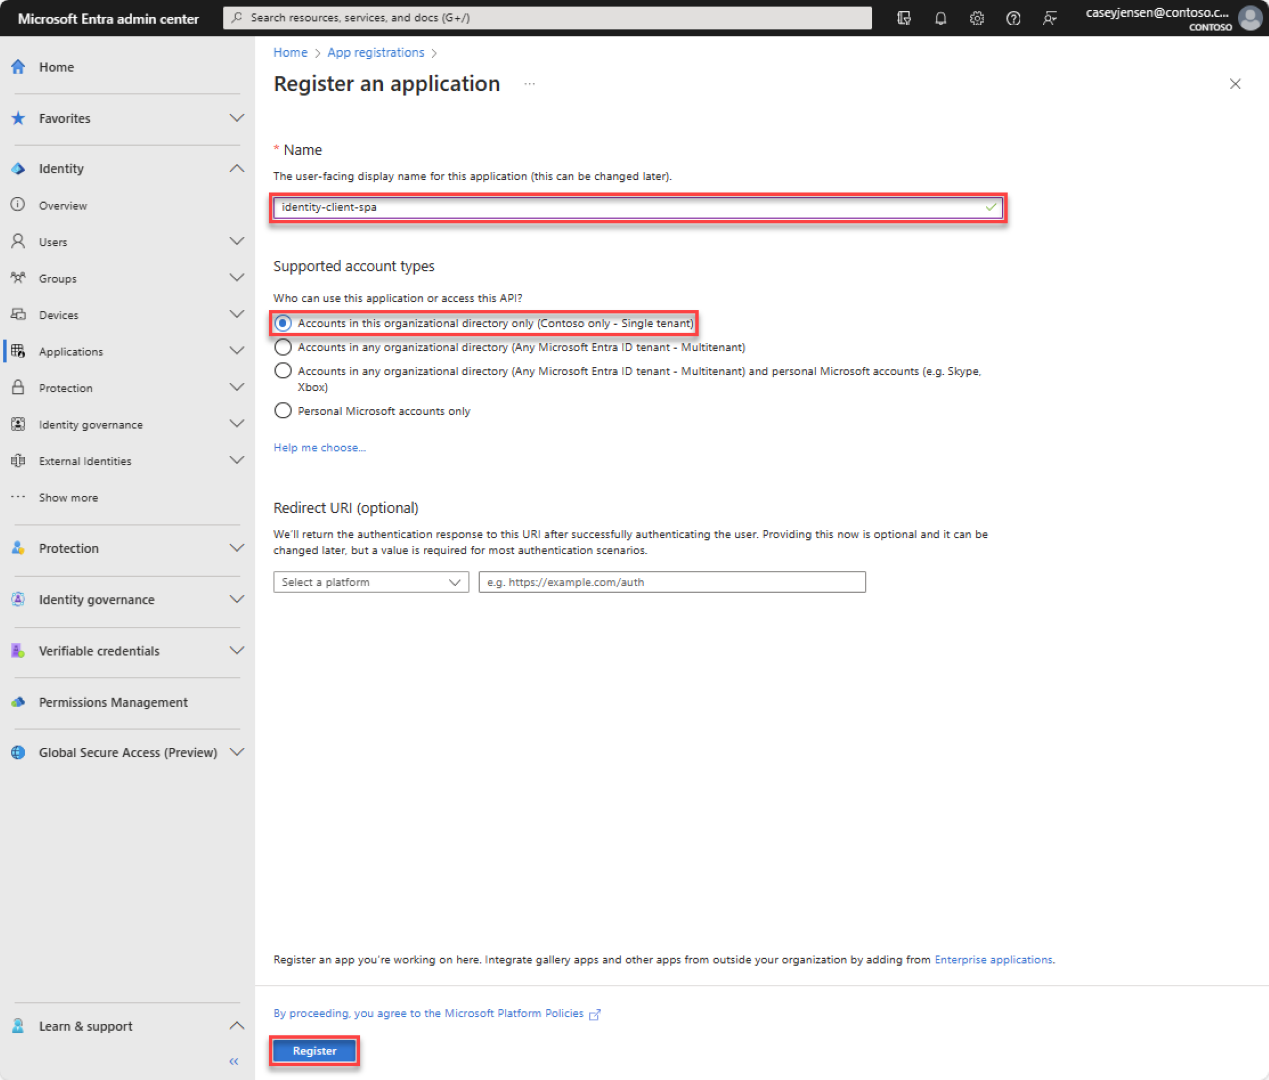 Microsoft Entra admin center
Search resources, services, and docs (G+/)
caseyjensen@contoso.c...
CONTOSO
Home
Favorites
Identity
Overview
Users
Groups
Devices
Applications
Protection
Identity governance
External Identities
Show more
Protection
Identity governance
Verifiable credentials
Permissions Management
Global Secure Access (Preview)
Learn & support
Home > App registrations >
Register an application ...
* Name
The user-facing display name for this application (this can be changed later).
identity-client-spa
Supported account types
Who can use this application or access this API?
Accounts in this organizational directory only (Contoso only - Single tenant)
Accounts in any organizational directory (Any Microsoft Entra ID tenant - Multitenant)
Accounts in any organizational directory (Any Microsoft Entra ID tenant - Multitenant) and personal Microsoft accounts (e.g. Skype,
Xbox)
Personal Microsoft accounts only
Help me choose...
Redirect URI (optional)
We'll return the authentication response to this URI after successfully authenticating the user. Providing this now is optional and it can be
changed later, but a value is required for most authentication scenarios.
Select a platform
e.g. https://example.com/auth
Register an app you're working on here. Integrate gallery apps and other apps from outside your organization by adding from Enterprise applications.
By proceeding, you agree to the Microsoft Platform Policies
Register